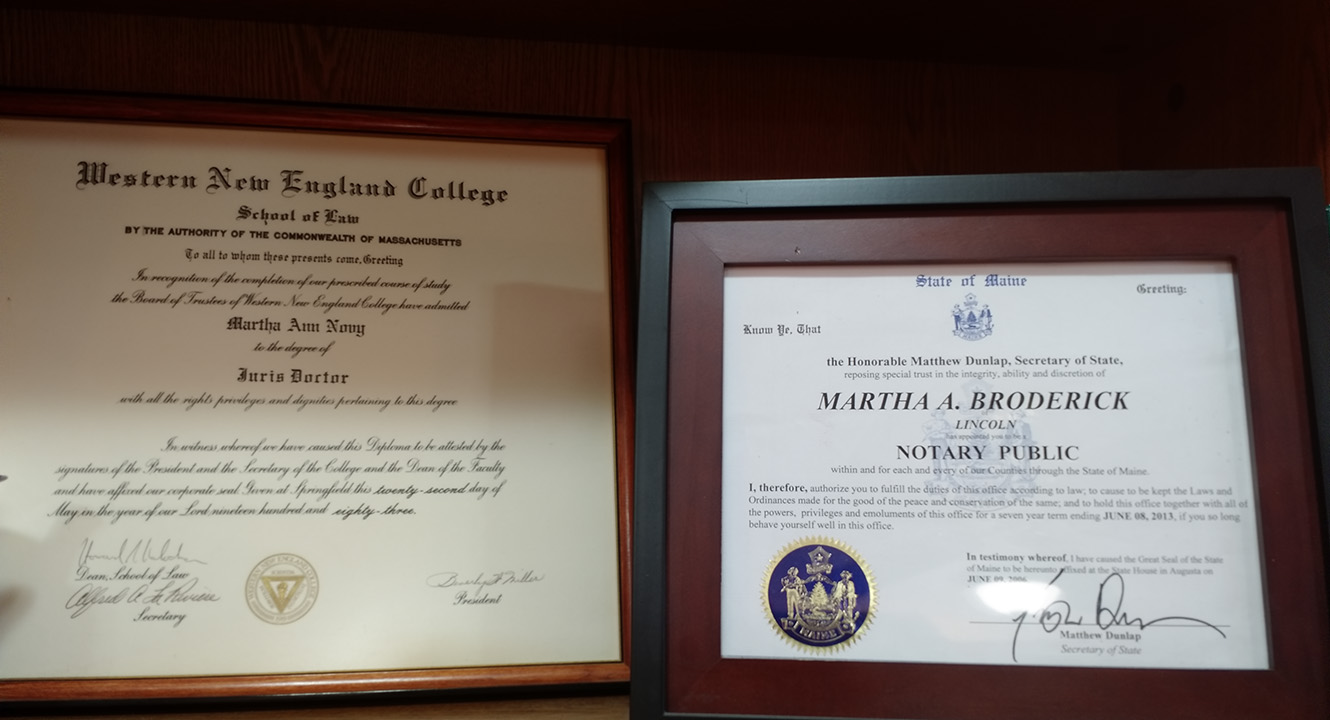 Western New England College
School of Law
BY THE AUTHORITY OF THE COMMONWEALTH OF MASSACHUSETTS
To all to whom these presents come, Greeting
In recognition of the completion of our prescribed course of study
the Board of Trustees of Western New England College have admitted
Martha Ann Novy
to the degree of
Juris Doctor
with all the rights privileges and dignities pertaining to this degree
In witness whereof we have caused this Diploma to be attested by the
signatures of the President and the Secretary of the College and the Dean of the Faculty
and have affixed our corporate seal. Given at Springfield this twenty-second day of
May in the year of our Lord nineteen hundred and eighty-three.
Dean, School of Law
Secretary
President
State of Maine
Greeting:
Know Ye, That
the Honorable Matthew Dunlap, Secretary of State,
reposing special trust in the integrity, ability and discretion of
MARTHA A. BRODERICK
LINCOLN
has appointed you to be a
NOTARY PUBLIC
within and for each and every of our Counties through the State of Maine.
I, therefore, authorize you to fulfill the duties of this office according to law; to cause to be kept the Laws and
Ordinances made for the good of the peace and conservation of the same; and to hold this office together with all of
the powers, privileges and emoluments of this office for a seven year term ending JUNE 08, 2013, if you so long
behave yourself well in this office.
MAINE
In testimony whereof, I have caused the Great Seal of the State
of Maine to be hereunto affixed at the State House in Augusta on
JUNE 09, 2006
Matthew Dunlap
Secretary of State